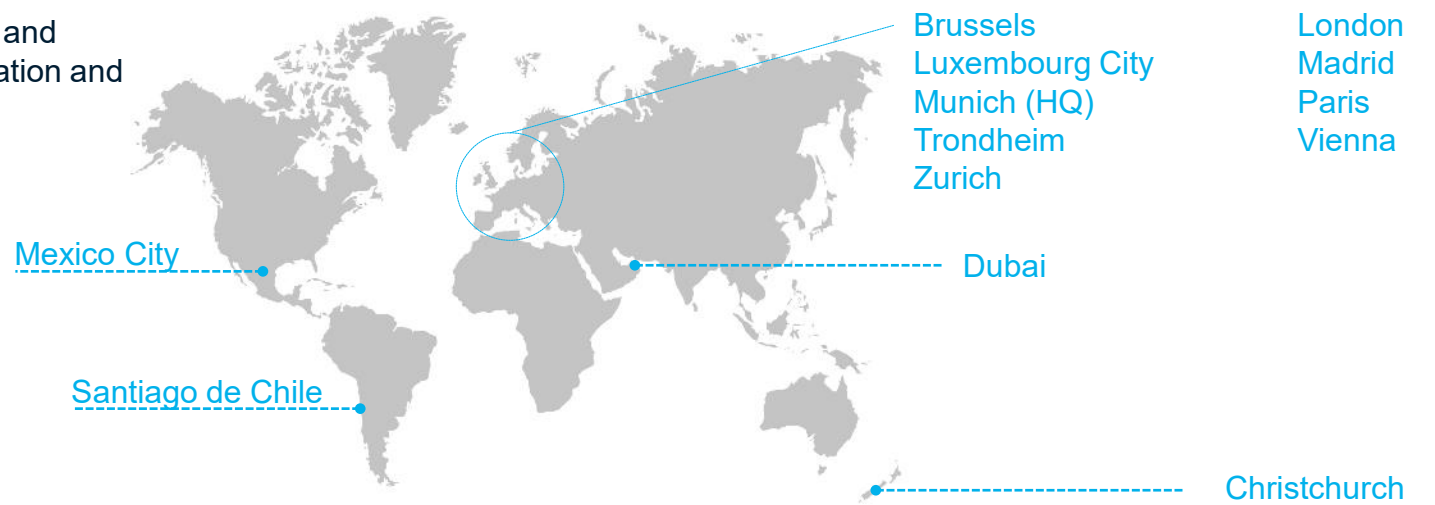 and
ation and
Brussels
Luxembourg City
Munich (HQ)
Trondheim
Zurich
London
Madrid
Paris
Vienna
Mexico City
Dubai
Santiago de Chile
Christchurch